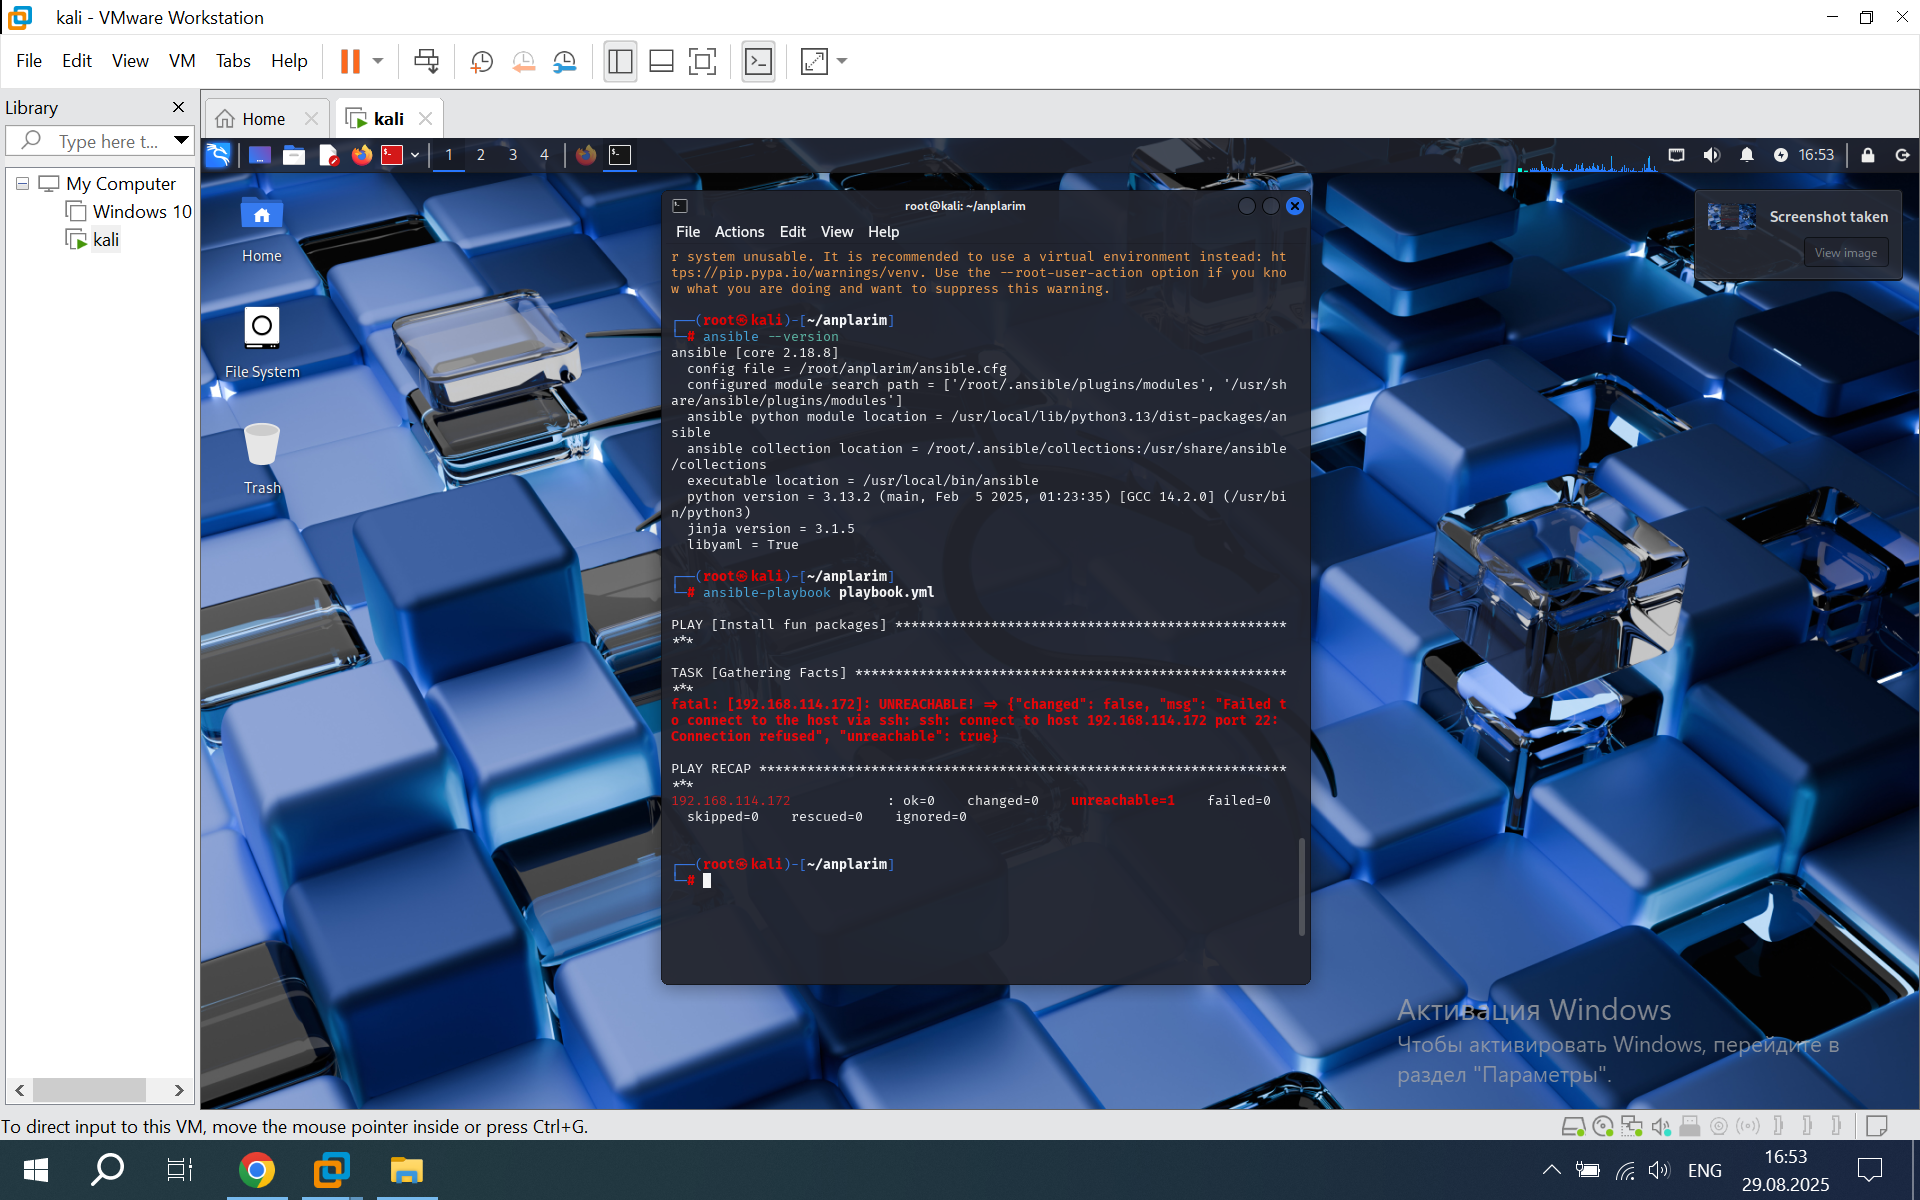 kali - VMware Workstation
File Edit View VM Tabs Help
Library
Type here t...
My Computer
Windows 10
kali
Home
kali
1 2 3 4
16:53
Home
File System
Trash
Screenshot taken
View image
root@kali: ~/anplarim
File Actions Edit View Help
r system unusable. It is recommended to use a virtual environment instead: ht
tps://pip.pypa.io/warnings/venv. Use the --root-user-action option if you kno
w what you are doing and want to suppress this warning.
┌──(root㉿kali)-[~/anplarim]
└─# ansible --version
ansible [core 2.18.8]
config file = /root/anplarim/ansible.cfg
configured module search path = ['/root/.ansible/plugins/modules', '/usr/sh
are/ansible/plugins/modules']
ansible python module location = /usr/local/lib/python3.13/dist-packages/an
sible
ansible collection location = /root/.ansible/collections:/usr/share/ansible
/collections
executable location = /usr/local/bin/ansible
python version = 3.13.2 (main, Feb  5 2025, 01:23:35) [GCC 14.2.0] (/usr/bi
n/python3)
jinja version = 3.1.5
libyaml = True
┌──(root㉿kali)-[~/anplarim]
└─# ansible-playbook playbook.yml
PLAY [Install fun packages] *************************************************
***
TASK [Gathering Facts] ******************************************************
***
fatal: [192.168.114.172]: UNREACHABLE! => {"changed": false, "msg": "Failed t
o connect to the host via ssh: ssh: connect to host 192.168.114.172 port 22:
Connection refused", "unreachable": true}
PLAY RECAP ******************************************************************
***
192.168.114.172 : ok=0 changed=0 unreachable=1 failed=0
skipped=0 rescued=0 ignored=0
┌──(root㉿kali)-[~/anplarim]
└─#
Активация Windows
Чтобы активировать Windows, перейдите в
раздел "Параметры".
To direct input to this VM, move the mouse pointer inside or press Ctrl+G.
ENG
16:53
29.08.2025